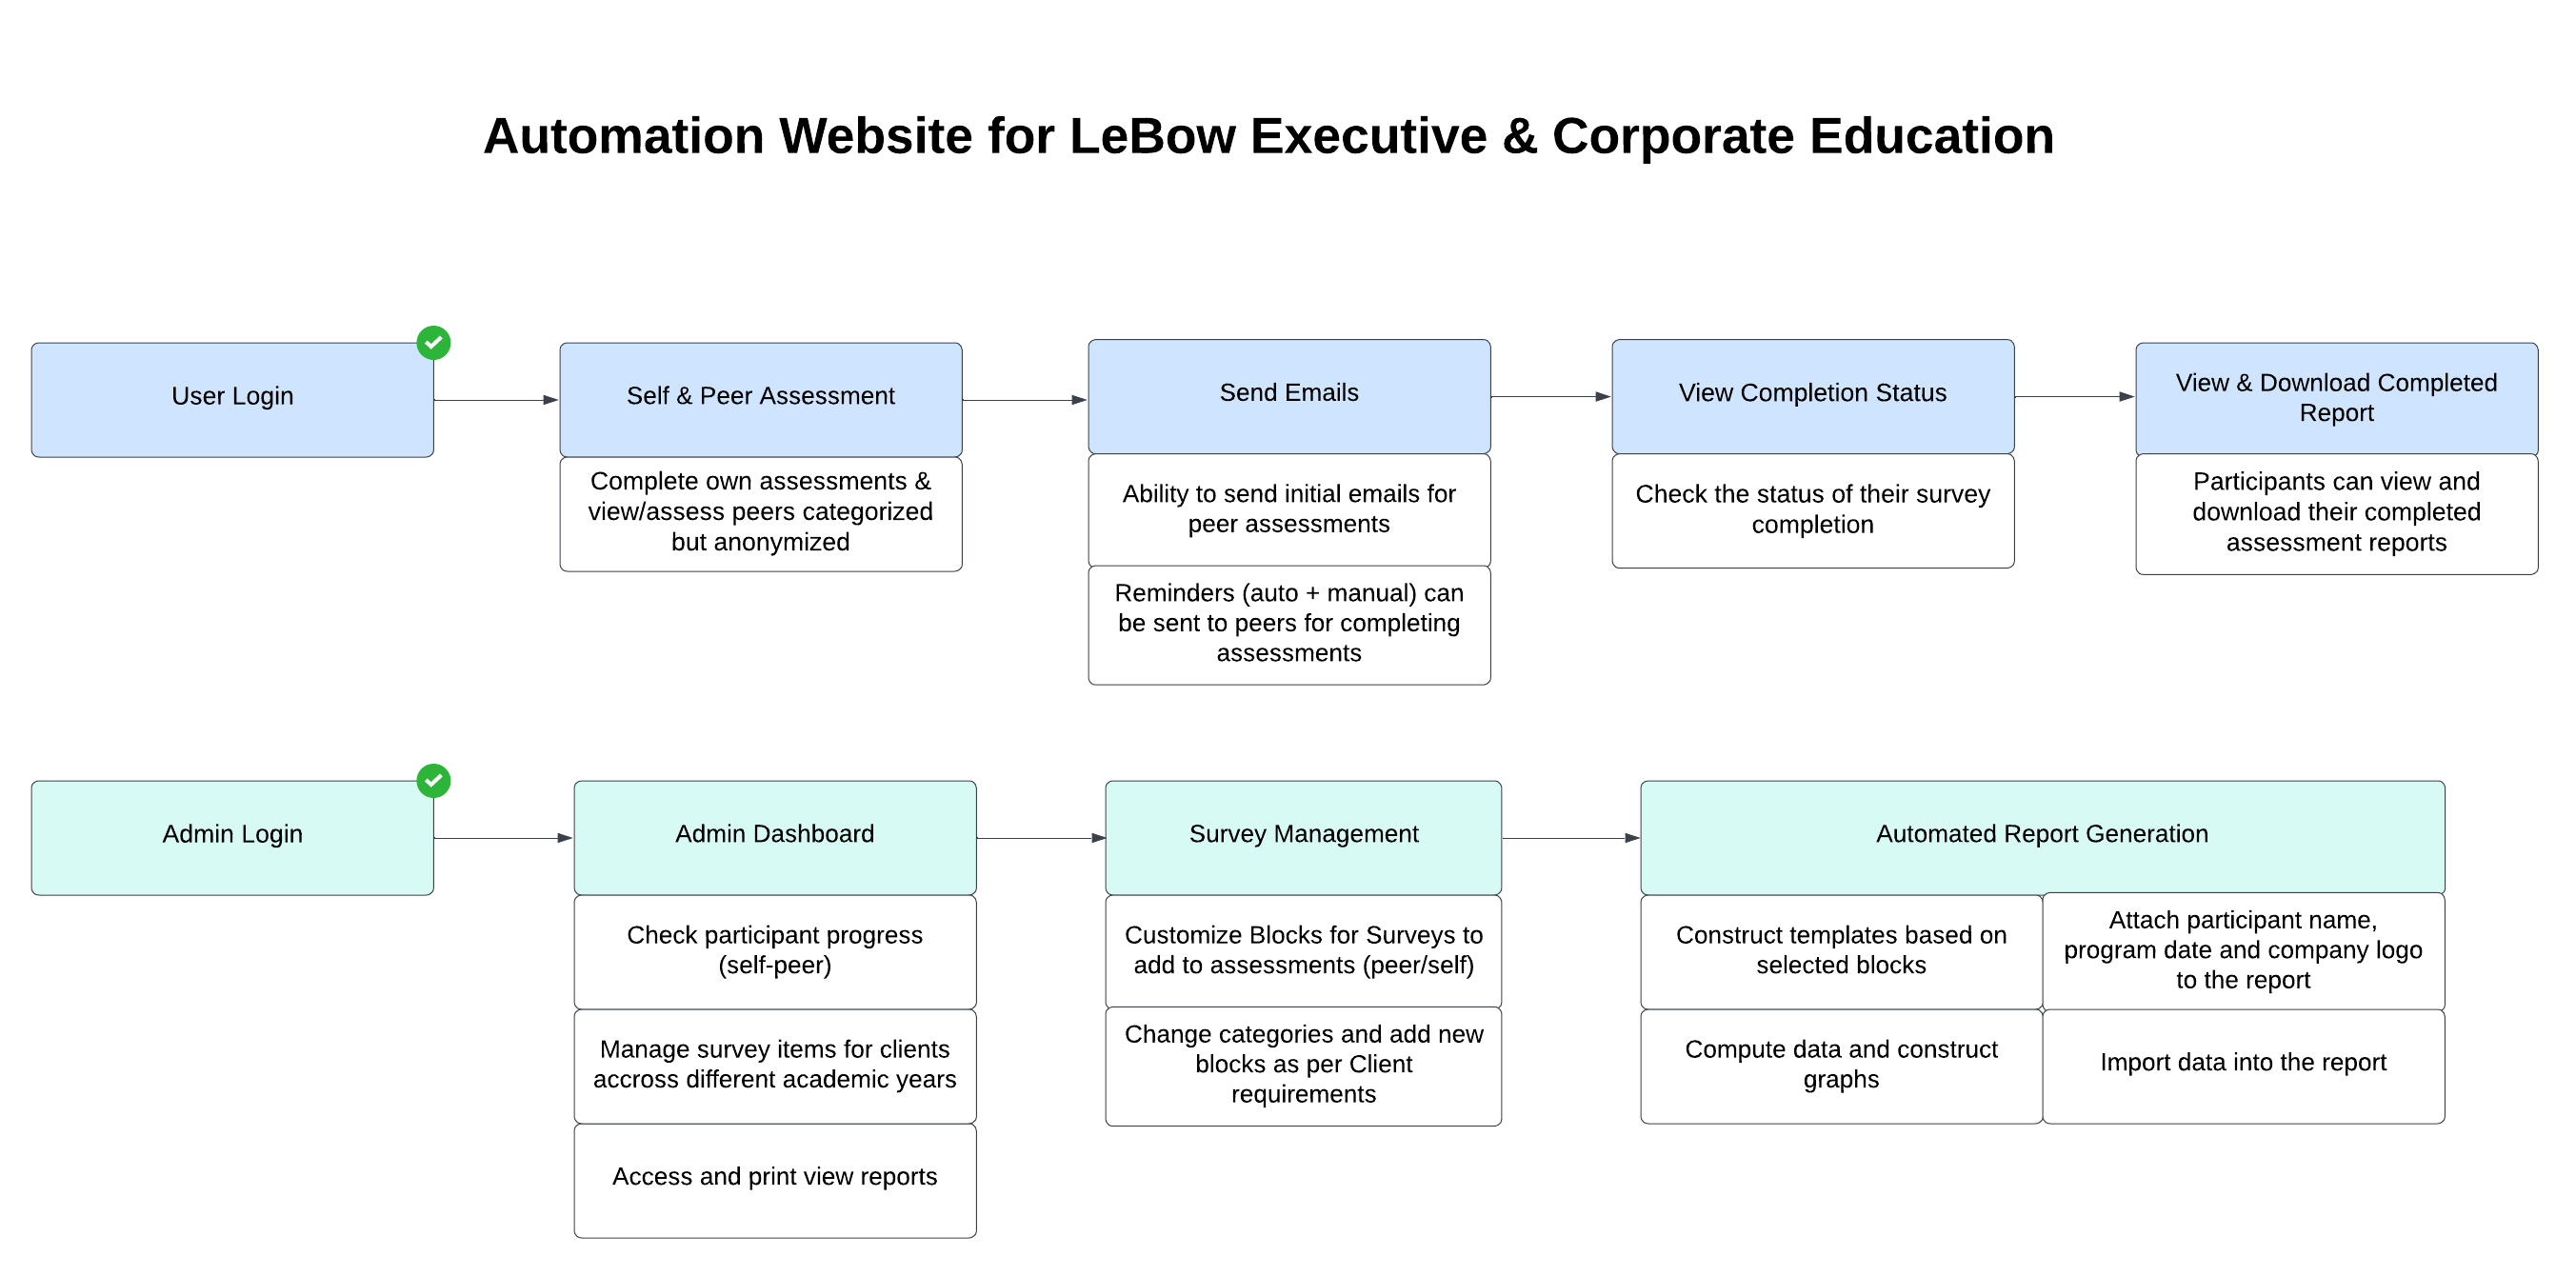 Automation Website for LeBow Executive & Corporate Education
User Login
Self & Peer Assessment
Complete own assessments &
view/assess peers categorized
but anonymized
Send Emails
Ability to send initial emails for
peer assessments
Reminders (auto + manual) can
be sent to peers for completing
assessments
View Completion Status
Check the status of their survey
completion
View & Download Completed
Report
Participants can view and
download their completed
assessment reports
Admin Login
Admin Dashboard
Check participant progress
(self-peer)
Manage survey items for clients
accross different academic years
Access and print view reports
Survey Management
Customize Blocks for Surveys to
add to assessments (peer/self)
Change categories and add new
blocks as per Client
requirements
Automated Report Generation
Construct templates based on
selected blocks
Attach participant name,
program date and company logo
to the report
Compute data and construct
graphs
Import data into the report